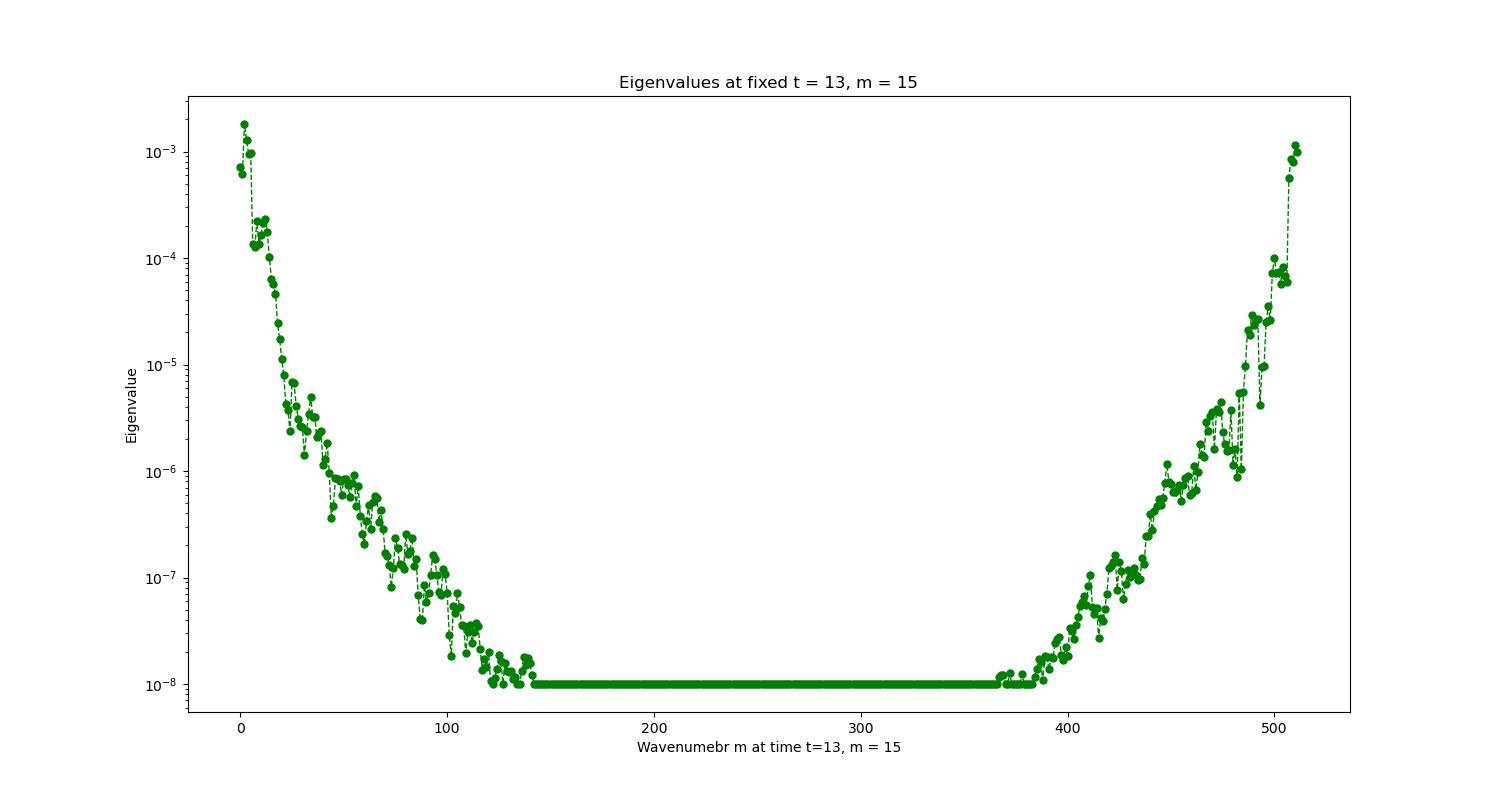 Eigenvalues at fixed t = 13, m = 15
Eigenvalue
10⁻³
10⁻⁴
10⁻⁵
10⁻⁶
10⁻⁷
10⁻⁸
0 100 200 300 400 500
Wavenumebr m at time t=13, m = 15